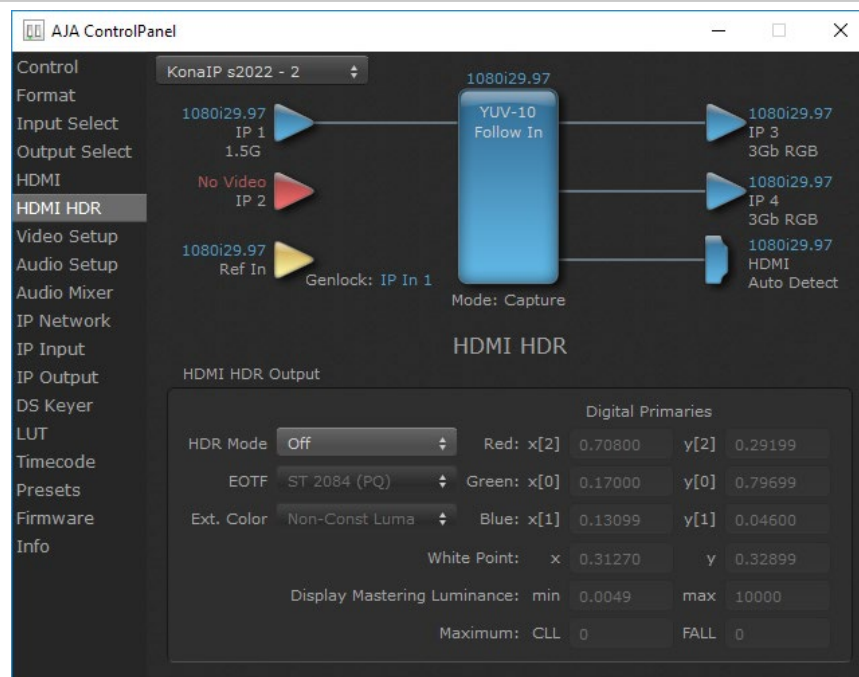 AJA ControlPanel
Control
Format
Input Select
Output Select
HDMI
HDMI HDR
Video Setup
Audio Setup
Audio Mixer
IP Network
IP Input
IP Output
DS Keyer
LUT
Timecode
Presets
Firmware
Info
KonaIP s2022 - 2
1080i29.97
IP 1
1.5G
No Video
IP 2
1080i29.97
Ref In
Genlock: IP In 1
1080i29.97
YUV-10
Follow In
Mode: Capture
1080i29.97
IP 3
3Gb RGB
1080i29.97
IP 4
3Gb RGB
1080i29.97
HDMI
Auto Detect
HDMI HDR
HDMI HDR Output
Digital Primaries
HDR Mode Off Red: x[2] 0.70800 y[2] 0.29199
EOTF ST 2084 (PQ) Green: x[0] 0.17000 y[0] 0.79699
Ext. Color Non-Const Luma Blue: x[1] 0.13099 y[1] 0.04600
White Point: x 0.31270 y 0.32899
Display Mastering Luminance: min 0.0049 max 10000
Maximum: CLL 0 FALL 0